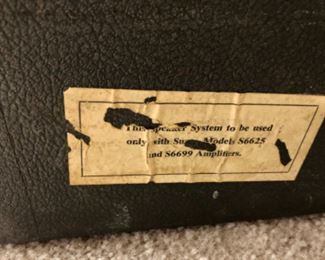 This Speaker System to be used
only with Models S6625
and S6699 Amplifiers.